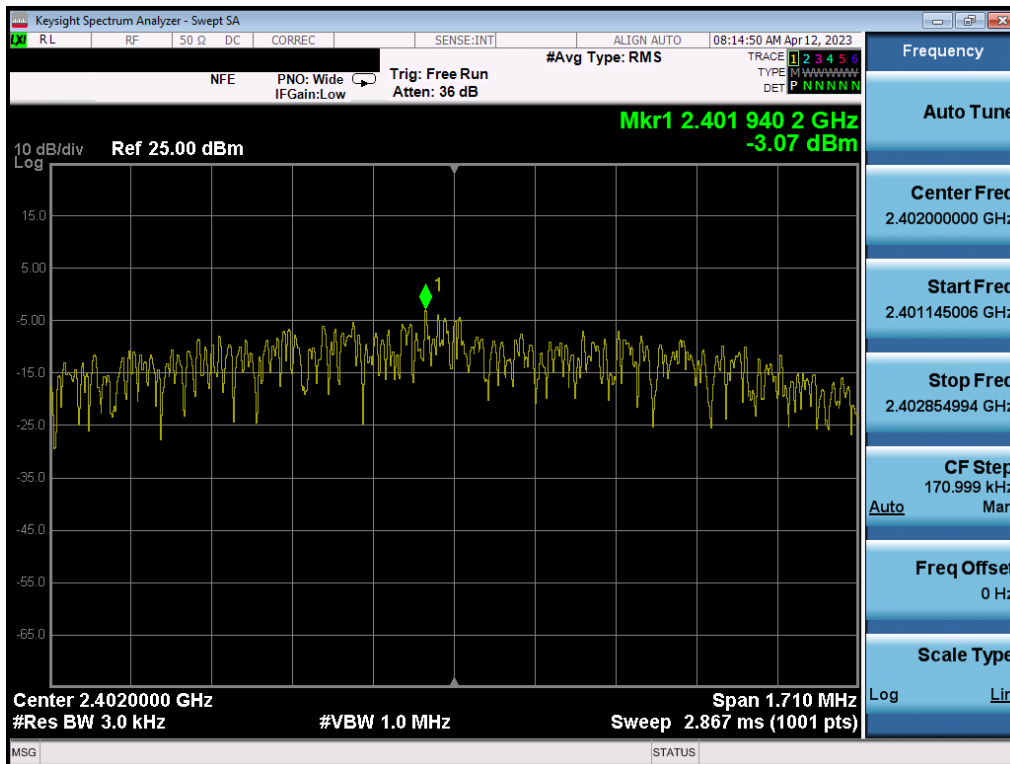 Keysight Spectrum Analyzer - Swept SA
LXI RL RF 50 Ω DC CORREC SENSE:INT ALIGN AUTO 08:14:50 AM Apr 12, 2023
NFE PNO: Wide Trig: Free Run #Avg Type: RMS TRACE 1 2 3 4 5 6
IFGain:Low Atten: 36 dB TYPE M WWWWW
DET P N N N N N
Mkr1 2.401 940 2 GHz
-3.07 dBm
10 dB/div Ref 25.00 dBm
Log
15.0
5.00
1
-5.00
-15.0
-25.0
-35.0
-45.0
-55.0
-65.0
Center 2.4020000 GHz Span 1.710 MHz
#Res BW 3.0 kHz #VBW 1.0 MHz Sweep 2.867 ms (1001 pts)
MSG STATUS
Frequency
Auto Tune
Center Freq
2.402000000 GHz
Start Freq
2.401145006 GHz
Stop Freq
2.402854994 GHz
CF Step
170.999 kHz
Auto Man
Freq Offset
0 Hz
Scale Type
Log Lin